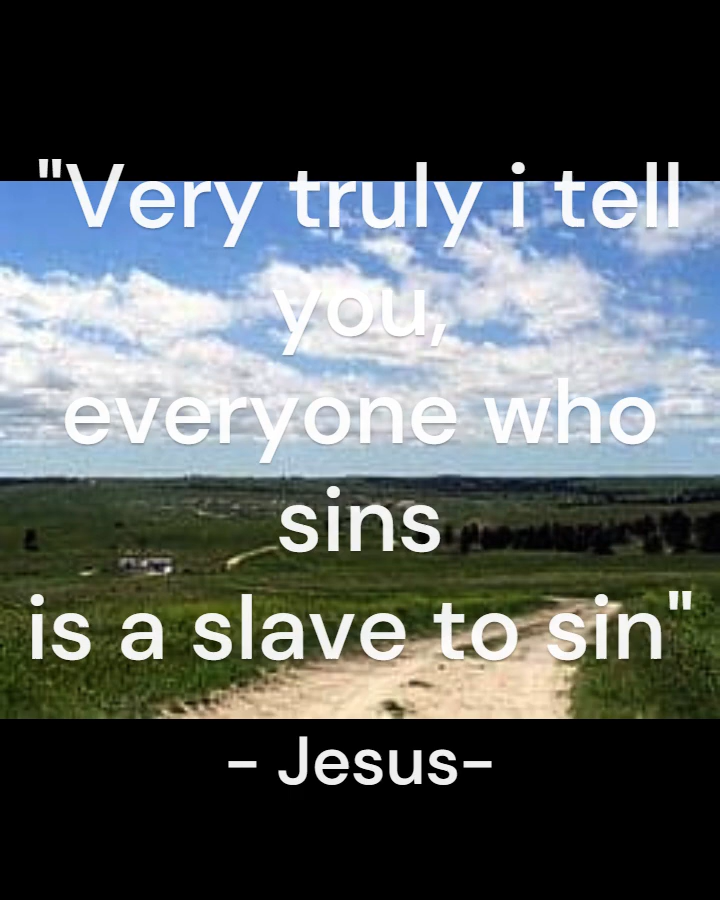 "Very truly i tell
you,
everyone who
sins
is a slave to sin"
- Jesus-